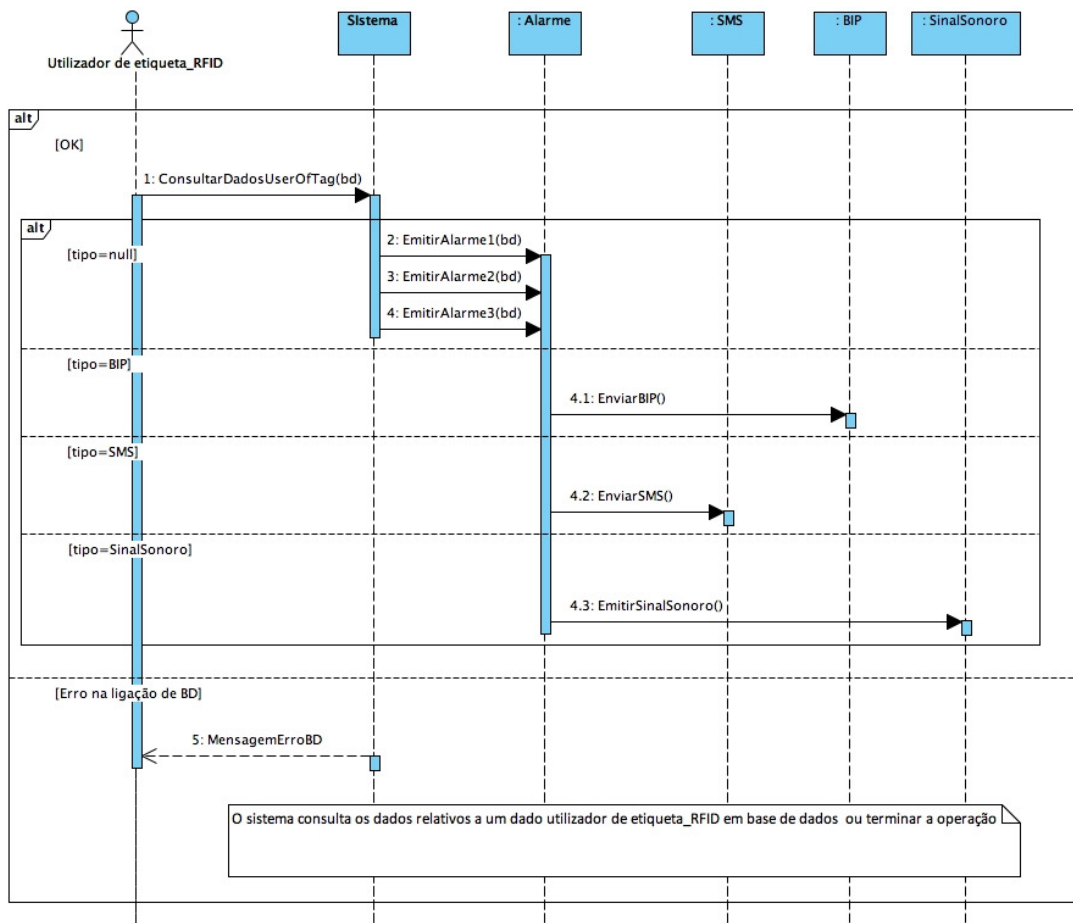 SIstema
: Alarme
: SMS
: BIP
: SinalSonoro
Utilizador de etiqueta_RFID
alt
[OK]
1: ConsultarDadosUserOfTag(bd)
alt
[tipo=null]
2: EmitirAlarme1(bd)
3: EmitirAlarme2(bd)
4: EmitirAlarme3(bd)
[tipo=BIP]
4.1: EnviarBIP()
[tipo=SMS]
4.2: EnviarSMS()
[tipo=SinalSonoro]
4.3: EmitirSinalSonoro()
[Erro na ligação de BD]
5: MensagemErroBD
O sistema consulta os dados relativos a um dado utilizador de etiqueta_RFID em base de dados ou terminar a operação